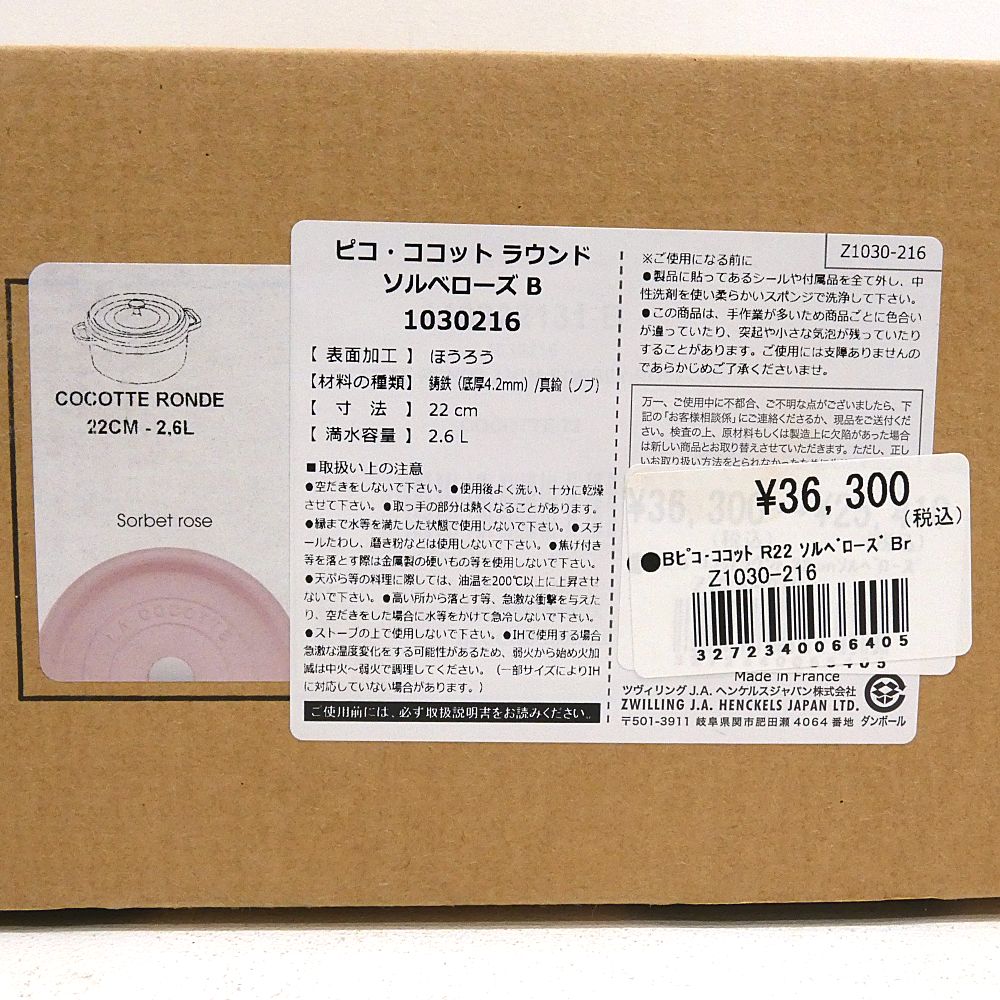 COCOTTE RONDE
22CM - 2,6L
Sorbet rose
ピコ・ココット ラウンド
ソルベローズ B
1030216
【 表面加工 】 ほうろう
【材料の種類】 鋳鉄（底厚4.2mm）/真鍮（ノブ）
【 寸 法 】 22 cm
【 満水容量 】 2.6 L
■取扱い上の注意
●空だきをしないで下さい。●使用後よく洗い、十分に乾燥
させて下さい。●取っ手の部分は熱くなることがあります。
●縁まで水等を満たした状態で使用しないで下さい。●スチ
ールたわし、磨き粉などは使用しないで下さい。●焦げ付き
等を落とす際は金属製の硬いもの等を使用しないで下さい。
●天ぷら等の料理に際しては、油温を200℃以上に上昇させ
ないで下さい。●高い所から落とす等、急激な衝撃を与えた
り、空だきをした場合に水等をかけて急冷しないで下さい。
●ストーブの上で使用しないで下さい。●IHで使用する場合
急激な温度変化をする可能性があるため、弱火から始め火加
減は中火～弱火で調理してください。（一部サイズによりIH
に対応していない場合があります。）
ご使用前には、必ず取扱説明書をお読みください。
Z1030-216
※ご使用になる前に
●製品に貼ってあるシールや付属品を全て外し、中
性洗剤を使い柔らかいスポンジで洗浄して下さい。
●この商品は、手作業が多いため商品ごとに色合い
が違っていたり、突起や小さな気泡が残っていたり
することがあります。ご使用には支障ありませんの
であらかじめご了承くださいませ。
万一、ご使用中に不都合、ご不明な点がございましたら、下
記の「お客様相談係」にご連絡くださるか、現品をご送付くだ
さい。検査の上、原材料もしくは製造上に欠陥があった場合
は新しい商品とお取り替えさせていただきます。ただし、正し
いお取り扱い方法をとられなかったために
¥36,300
(税込)
●Bピコ・ココット R22 ソルベローズ Br
Z1030-216
3272340066405
Made in France
ツヴィリング J.A. ヘンケルスジャパン株式会社
ZWILLING J.A. HENCKELS JAPAN LTD.
〒501-3911 岐阜県関市肥田瀬 4064 番地
ダンボール